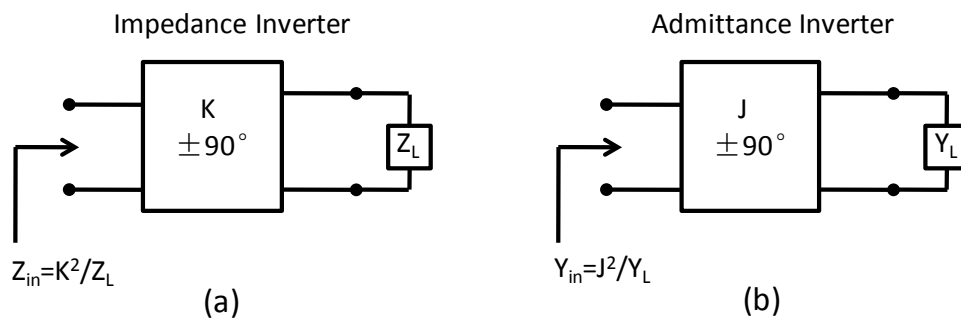 Impedance Inverter
K
±90°
Z_L
Z_in=K²/Z_L
(a)
Admittance Inverter
J
±90°
Y_L
Y_in=J²/Y_L
(b)